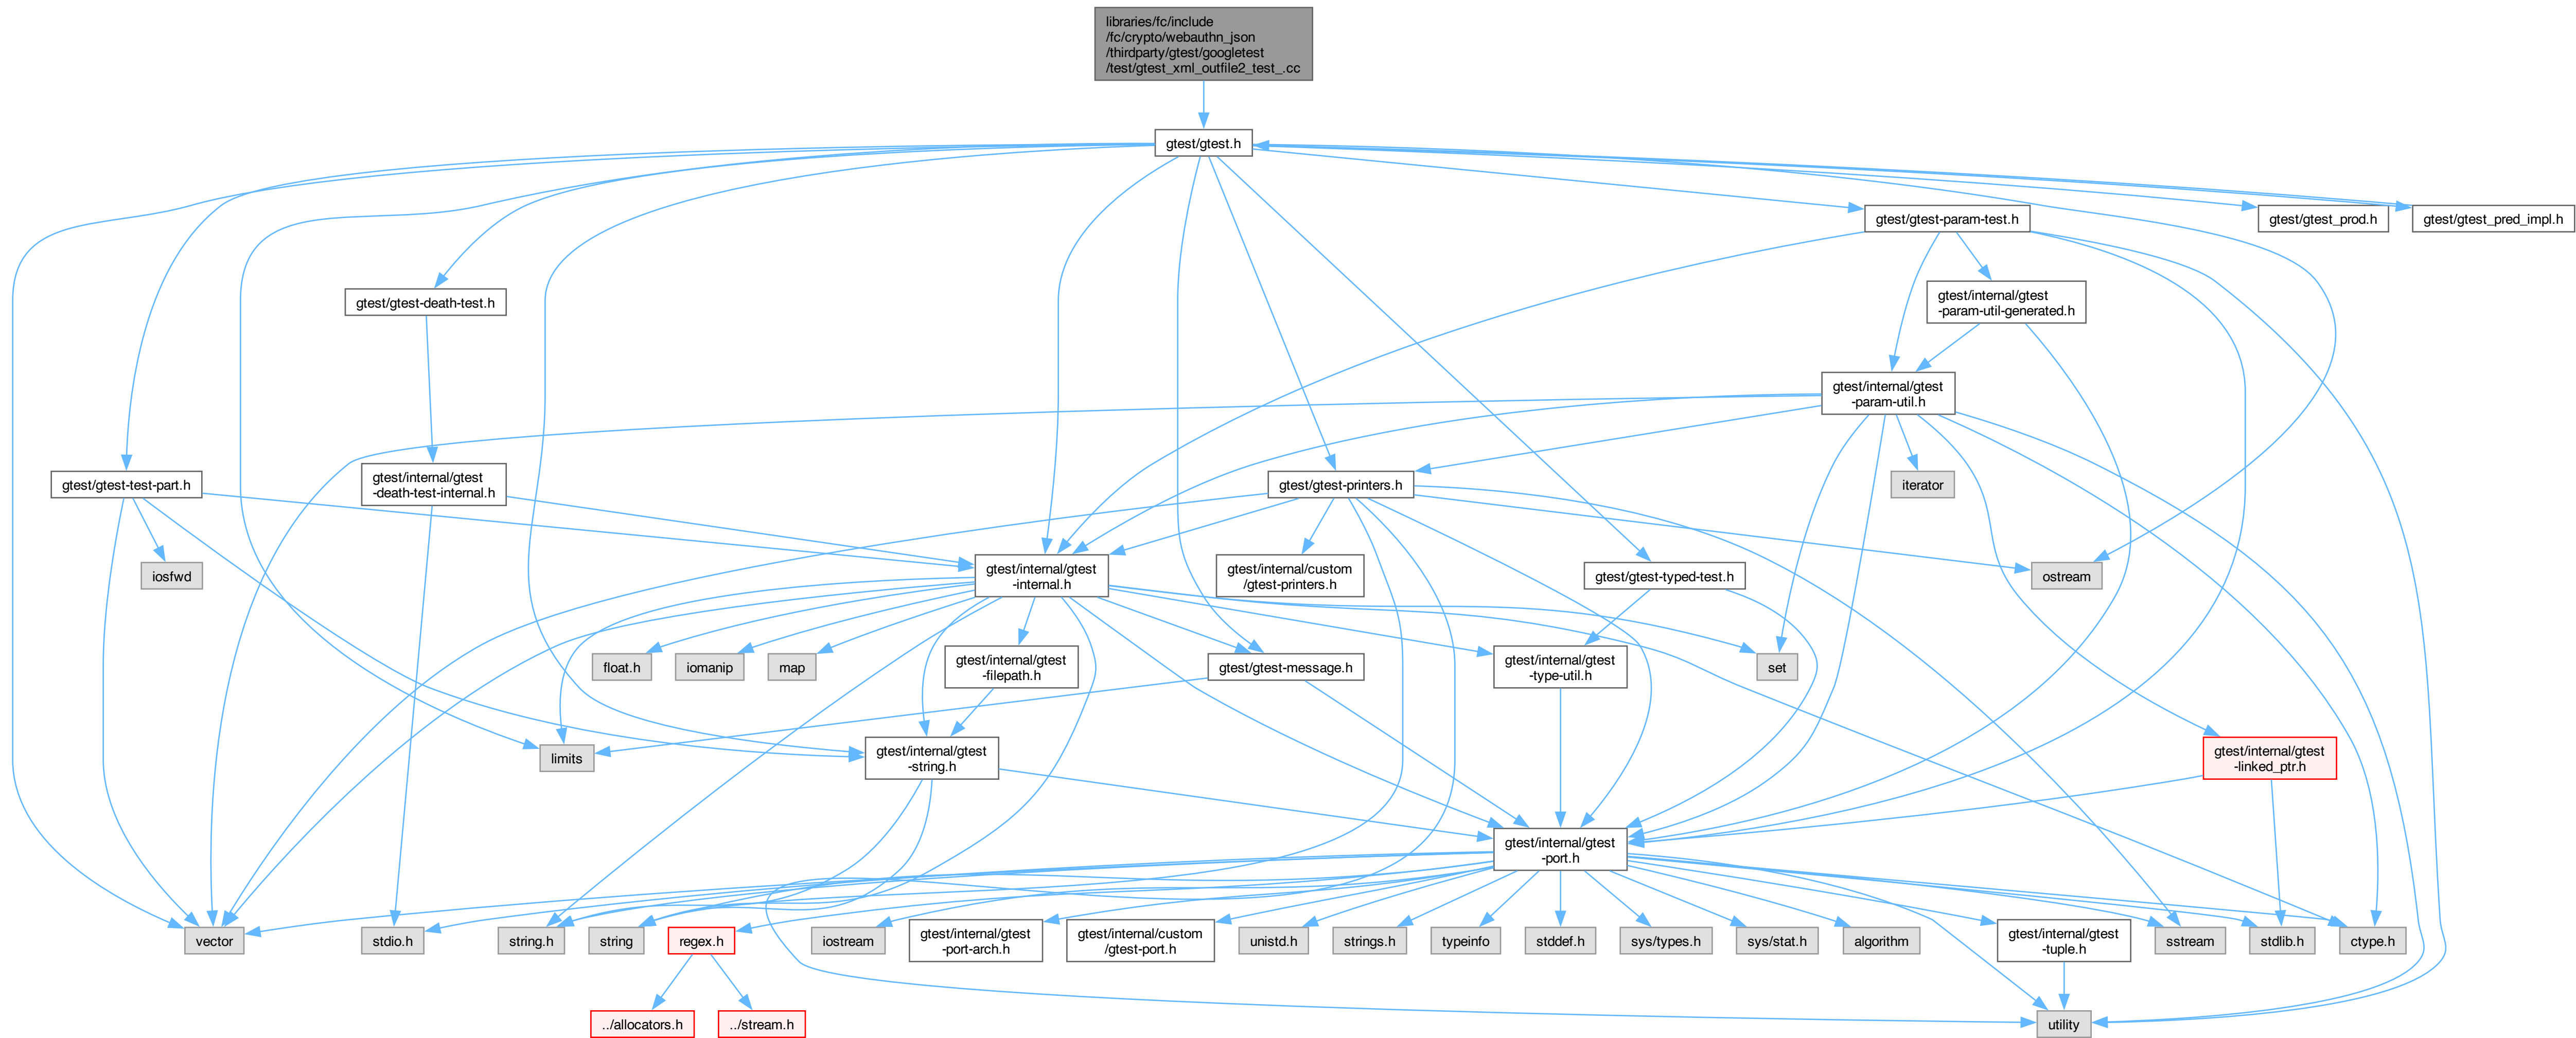 libraries/fc/include
/fc/crypto/webauthn_json
/thirdparty/gtest/googletest
/test/gtest_xml_outfile2_test_.cc
gtest/gtest.h
gtest/gtest-param-test.h
gtest/gtest_prod.h
gtest/gtest_pred_impl.h
gtest/gtest-death-test.h
gtest/internal/gtest
-param-util-generated.h
gtest/internal/gtest
-param-util.h
gtest/gtest-test-part.h
gtest/internal/gtest
-death-test-internal.h
gtest/gtest-printers.h
iterator
iosfwd
gtest/internal/gtest
-internal.h
gtest/internal/custom
/gtest-printers.h
gtest/gtest-typed-test.h
ostream
float.h
iomanip
map
gtest/internal/gtest
-filepath.h
gtest/gtest-message.h
gtest/internal/gtest
-type-util.h
set
limits
gtest/internal/gtest
-string.h
gtest/internal/gtest
-linked_ptr.h
gtest/internal/gtest
-port.h
vector
stdio.h
string.h
string
regex.h
iostream
gtest/internal/gtest
-port-arch.h
gtest/internal/custom
/gtest-port.h
unistd.h
strings.h
typeinfo
stddef.h
sys/types.h
sys/stat.h
algorithm
gtest/internal/gtest
-tuple.h
sstream
stdlib.h
ctype.h
../allocators.h
../stream.h
utility